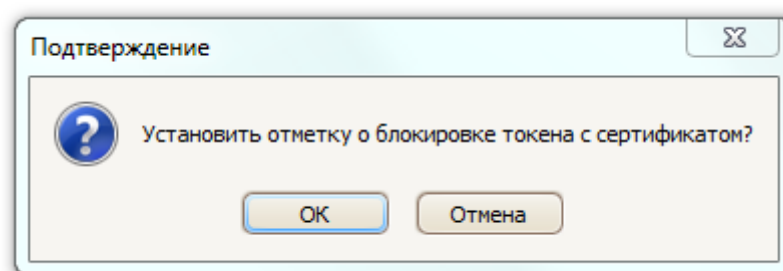 Подтверждение
Установить отметку о блокировке токена с сертификатом?
ОК
Отмена